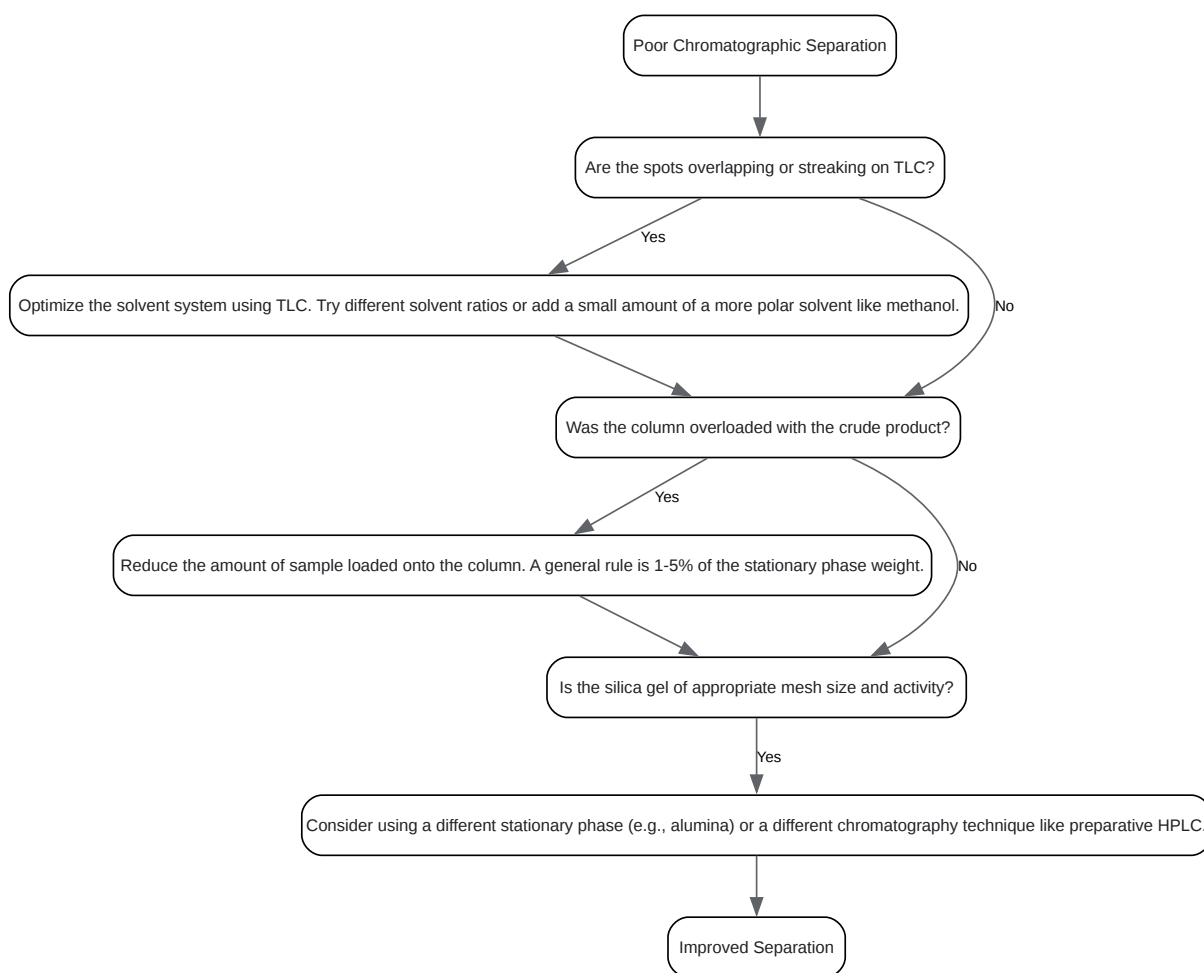 Poor Chromatographic Separation
Are the spots overlapping or streaking on TLC?
Yes
Optimize the solvent system using TLC. Try different solvent ratios or add a small amount of a more polar solvent like methanol.
No
Was the column overloaded with the crude product?
Yes
Reduce the amount of sample loaded onto the column. A general rule is 1-5% of the stationary phase weight.
No
Is the silica gel of appropriate mesh size and activity?
Yes
Consider using a different stationary phase (e.g., alumina) or a different chromatography technique like preparative HPLC.
Improved Separation